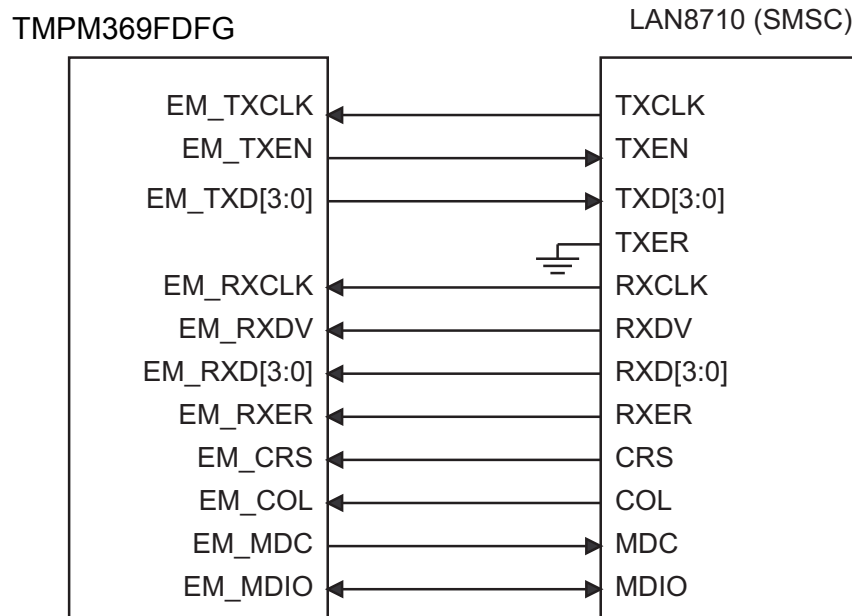 TMPM369FDFG
LAN8710 (SMSC)
EM_TXCLK TXCLK
EM_TXEN TXEN
EM_TXD[3:0] TXD[3:0]
TXER
EM_RXCLK RXCLK
EM_RXDV RXDV
EM_RXD[3:0] RXD[3:0]
EM_RXER RXER
EM_CRS CRS
EM_COL COL
EM_MDC MDC
EM_MDIO MDIO